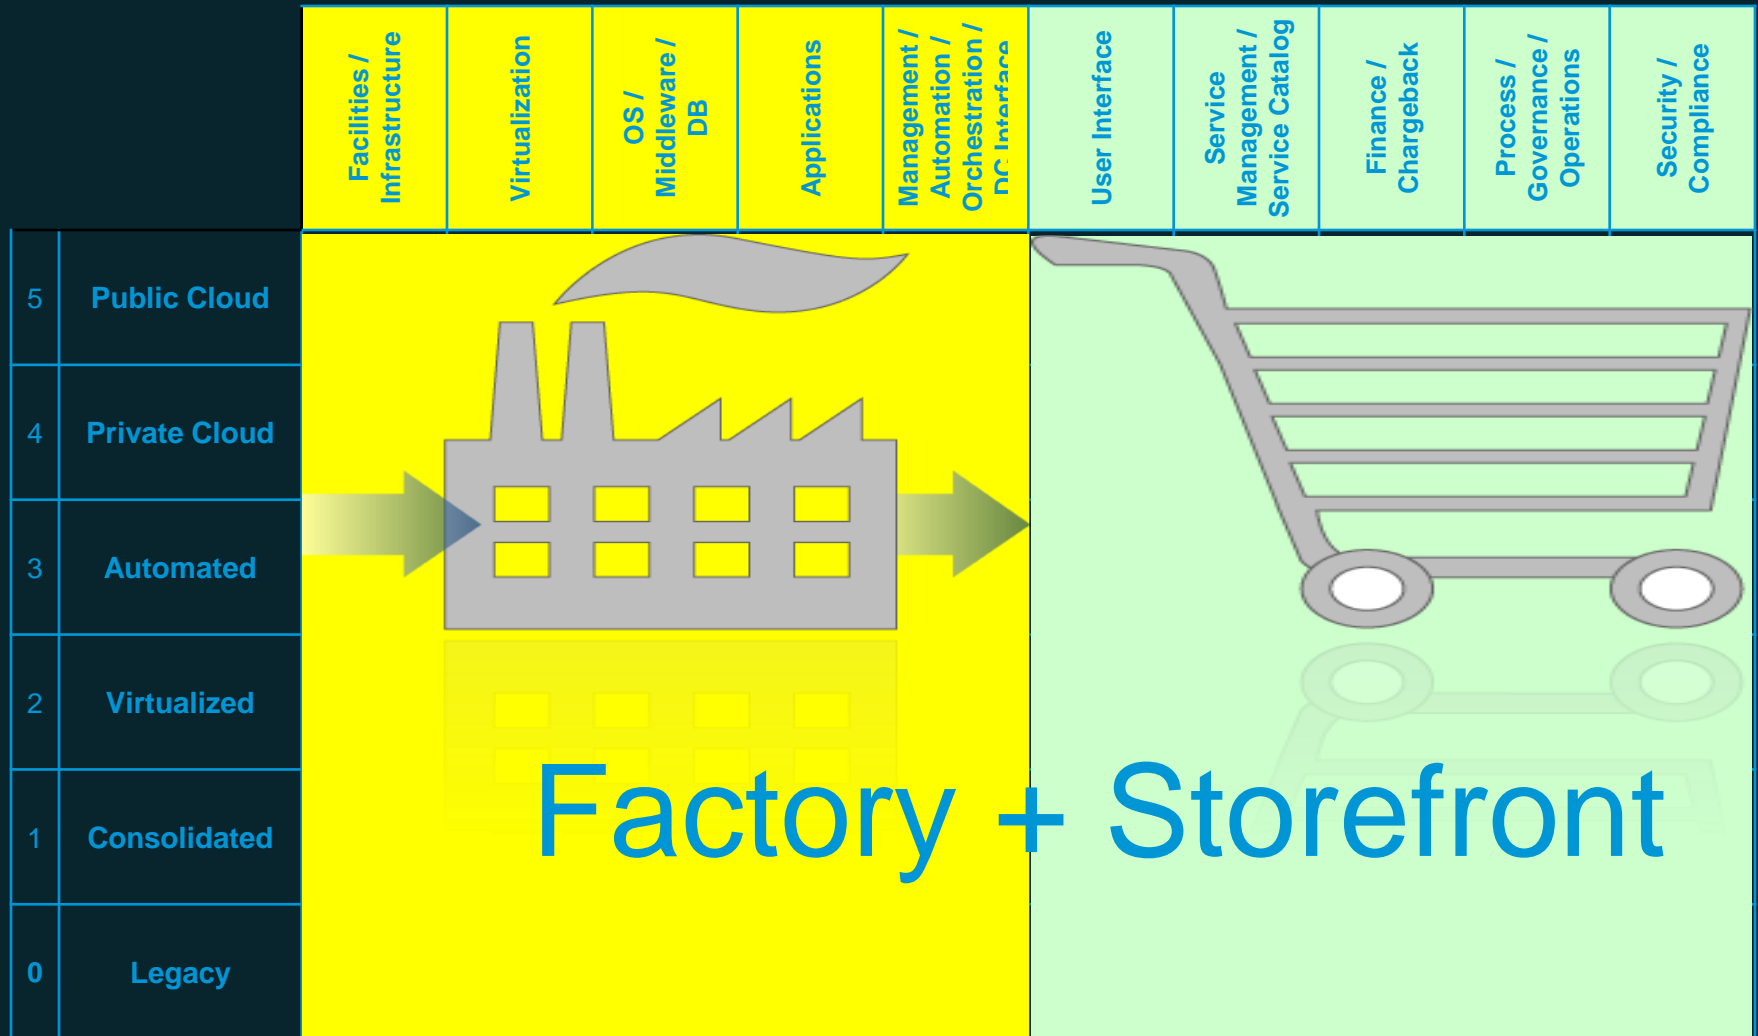 Facilities /
Infrastructure
Virtualization
OS /
Middleware /
DB
Applications
Management /
Automation /
Orchestration /
DC Interface
User Interface
Service
Management /
Service Catalog
Finance /
Chargeback
Process /
Governance /
Operations
Security /
Compliance
5 Public Cloud
4 Private Cloud
3 Automated
2 Virtualized
1 Consolidated
0 Legacy
Factory + Storefront